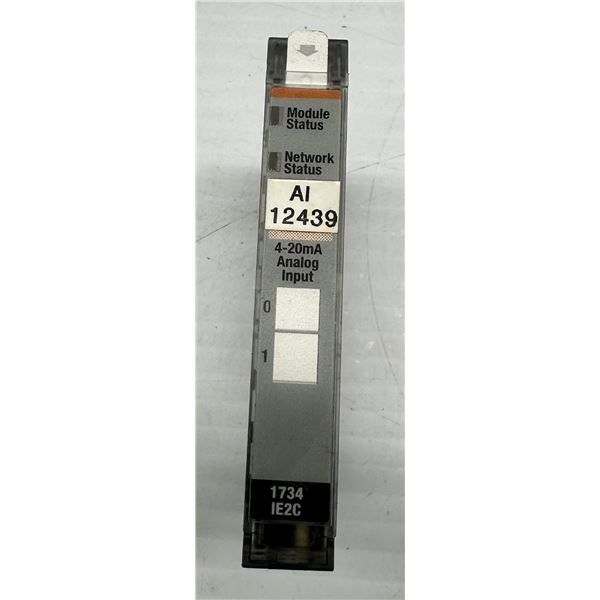 Module
Status
Network
Status
AI
12439
4-20mA
Analog
Input
0
1
1734
IE2C